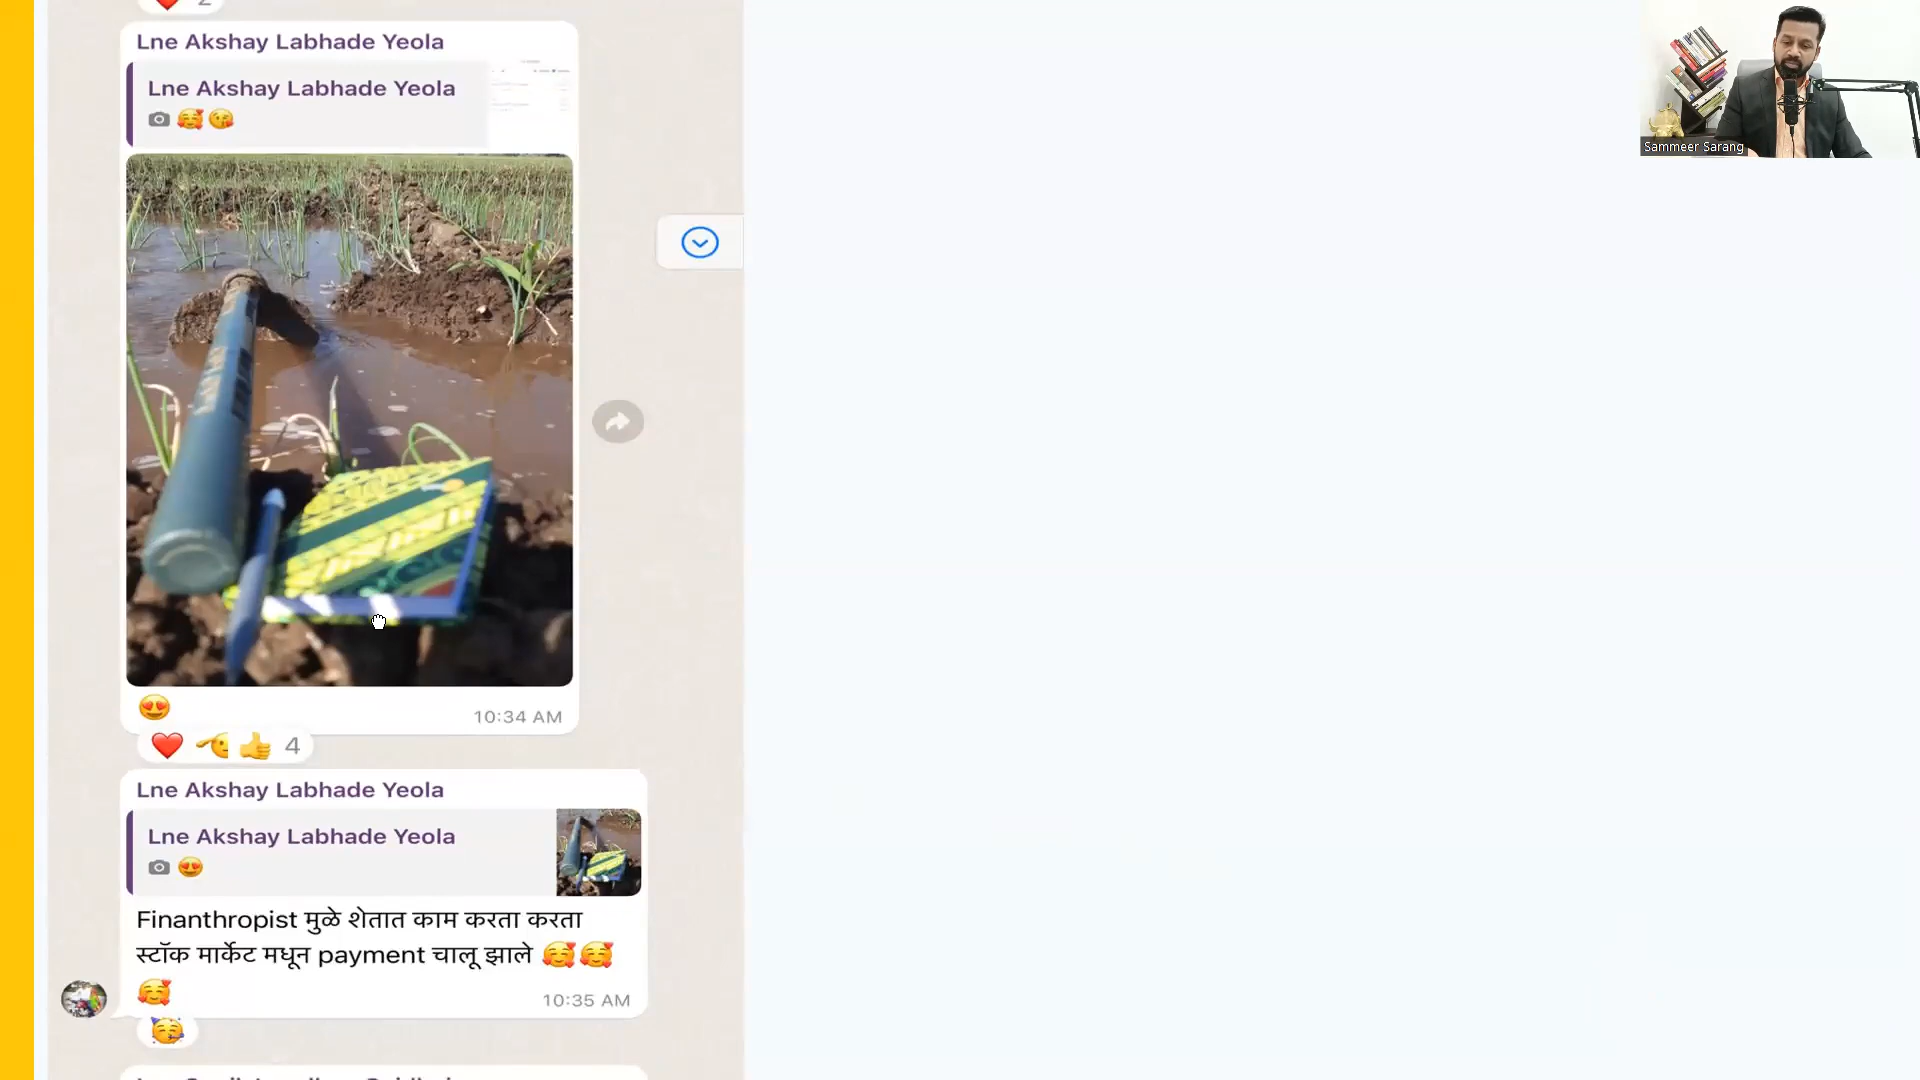 2
Lne Akshay Labhade Yeola
Lne Akshay Labhade Yeola
10:34 AM
4
Lne Akshay Labhade Yeola
Lne Akshay Labhade Yeola
Finanthropist मुळे शेतात काम करता करता
स्टॉक मार्केट मधून payment चालू झाले
10:35 AM
Sammeer Sarang